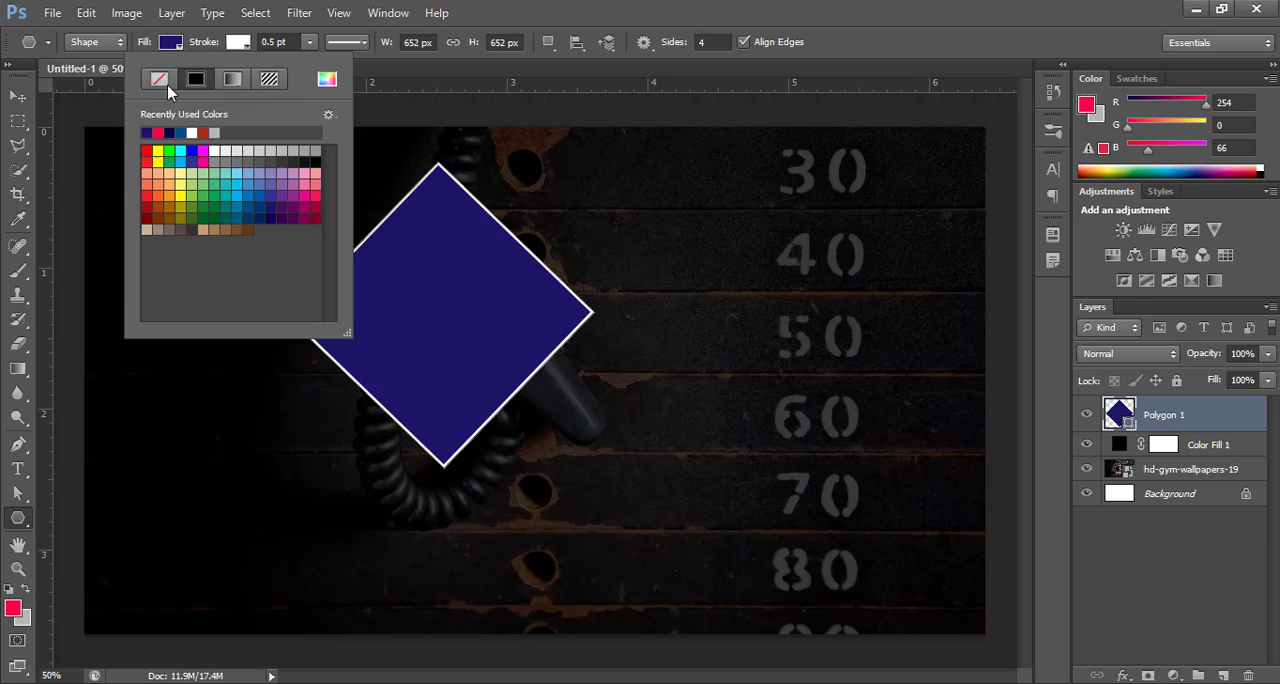 Ps File Edit Image Layer Type Select Filter View Window Help
Shape Fill: Stroke: 0.5 pt W: 652 px H: 652 px Sides: 4 Align Edges Essentials
Untitled-1 @ 50
Color Swatches
2 3 4 5 6
R 254
G 0
B 66
Recently Used Colors
0
1
2
3
30
40
50
60
70
80
Adjustments Styles
Add an adjustment
Layers
Kind
Normal Opacity: 100%
Lock: Fill: 100%
Polygon 1
Color Fill 1
hd-gym-wallpapers-19
Background
50% Doc: 11.9M/17.4M